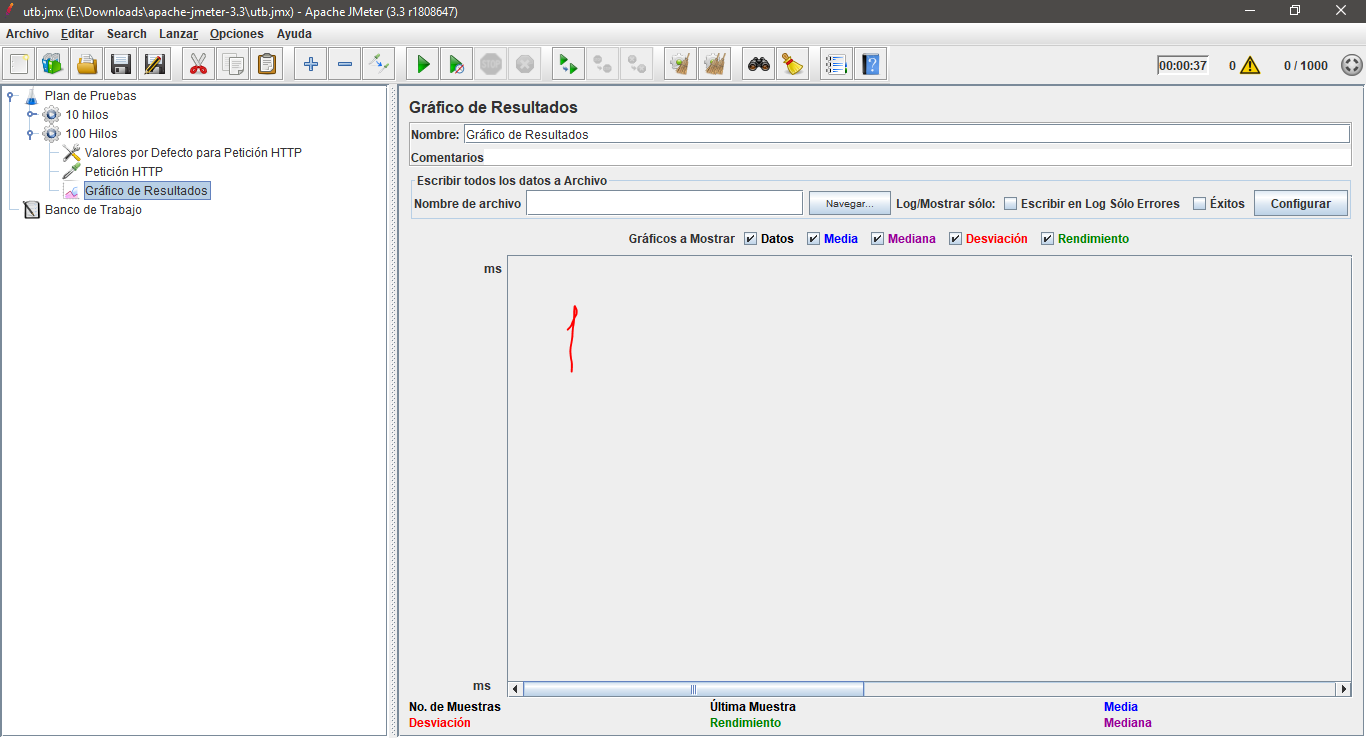 utb.jmx (E:\Downloads\apache-jmeter-3.3\utb.jmx) - Apache JMeter (3.3 r1808647)
Archivo Editar Search Lanzar Opciones Ayuda
STOP 00:00:37 0 0 / 1000
Plan de Pruebas
10 hilos
100 Hilos
Valores por Defecto para Petición HTTP
Petición HTTP
Gráfico de Resultados
Banco de Trabajo
Gráfico de Resultados
Nombre: Gráfico de Resultados
Comentarios
Escribir todos los datos a Archivo
Nombre de archivo Navegar... Log/Mostrar sólo: Escribir en Log Sólo Errores Éxitos Configurar
Gráficos a Mostrar Datos Media Mediana Desviación Rendimiento
ms
1
ms
No. de Muestras Última Muestra Media
Desviación Rendimiento Mediana